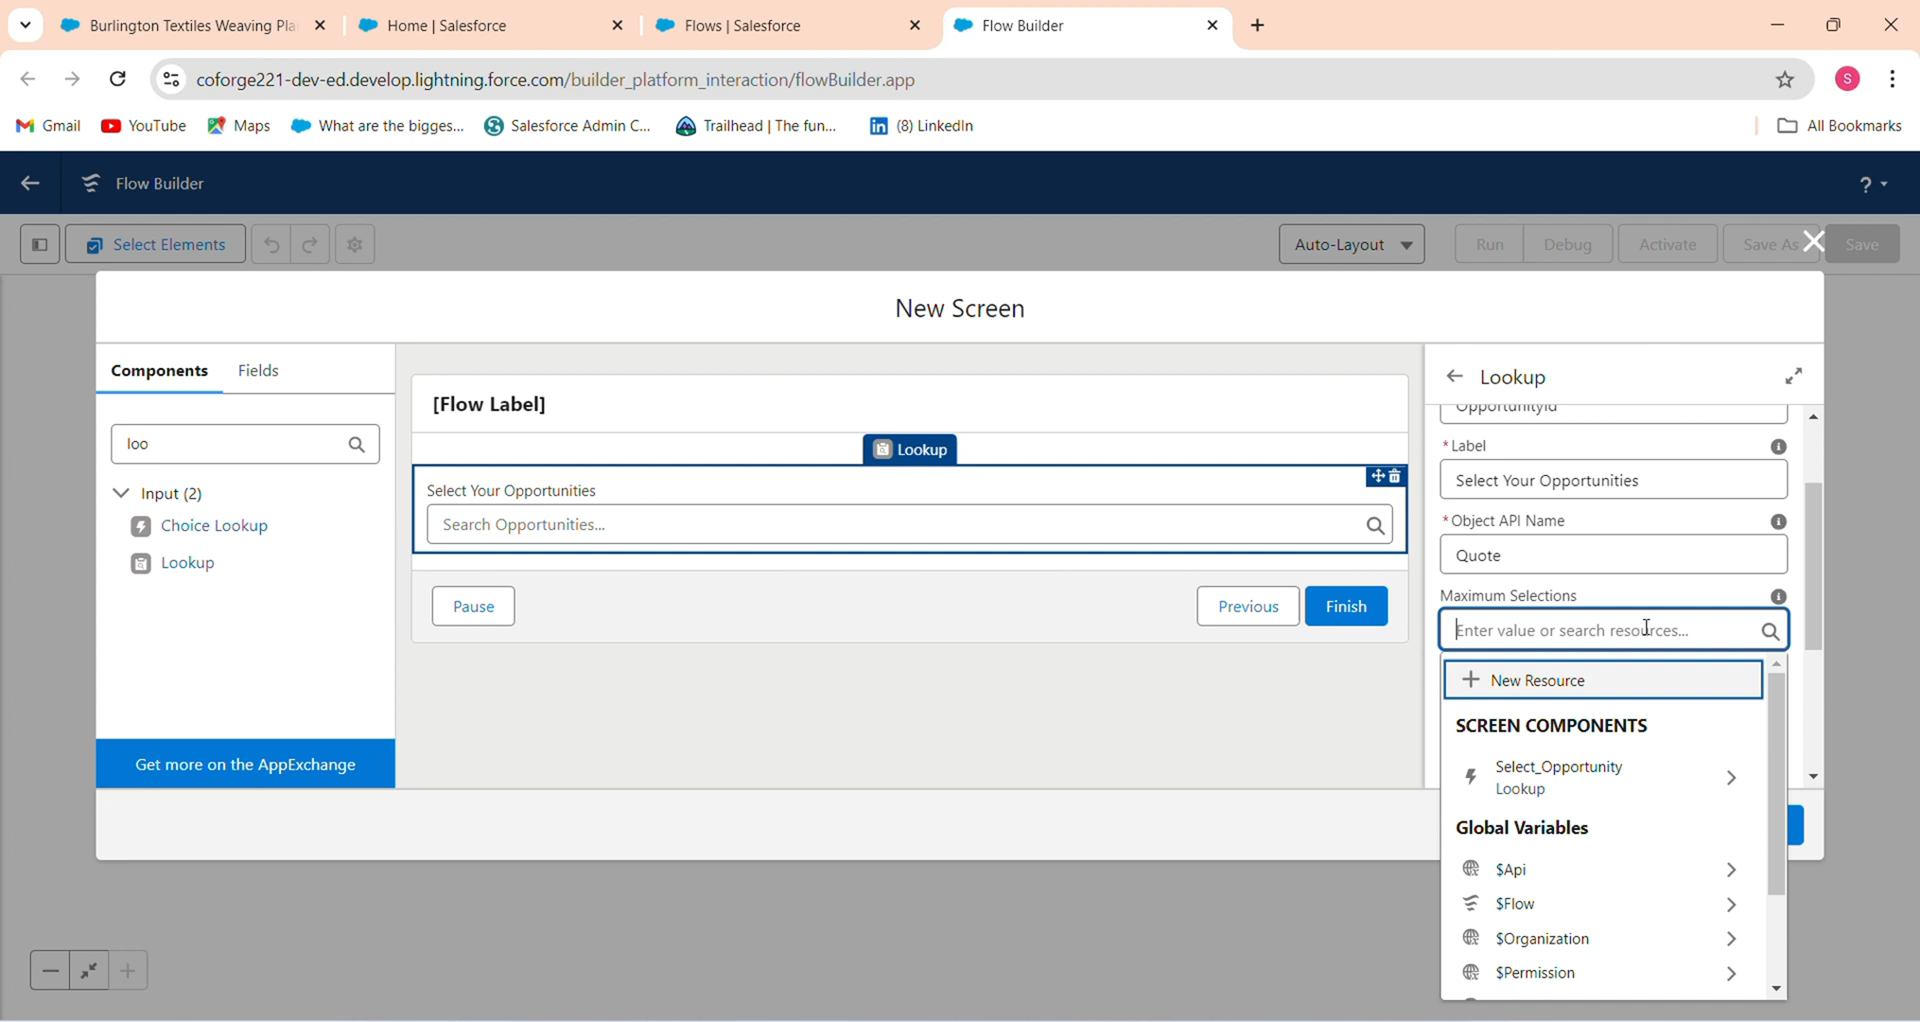 Burlington Textiles Weaving Pla
Home | Salesforce
Flows | Salesforce
Flow Builder
coforge221-dev-ed.develop.lightning.force.com/builder_platform_interaction/flowBuilder.app
S
Gmail
YouTube
Maps
What are the bigges...
Salesforce Admin C...
Trailhead | The fun...
in (8) LinkedIn
All Bookmarks
Flow Builder
?
Select Elements
Auto-Layout
Run
Debug
Activate
Save As
Save
New Screen
Components
Fields
loo
Input (2)
Choice Lookup
Lookup
Get more on the AppExchange
[Flow Label]
Lookup
Select Your Opportunities
Search Opportunities...
Pause
Previous
Finish
Lookup
OpportunityId
*Label
Select Your Opportunities
*Object API Name
Quote
Maximum Selections
Enter value or search resources...
New Resource
SCREEN COMPONENTS
Select_Opportunity
Lookup
Global Variables
$Api
$Flow
$Organization
$Permission